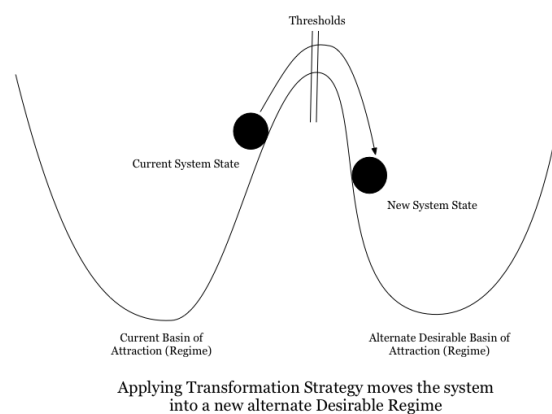 Thresholds
Current System State
New System State
Current Basin of
Attraction (Regime)
Alternate Desirable Basin of
Attraction (Regime)
Applying Transformation Strategy moves the system
into a new alternate Desirable Regime